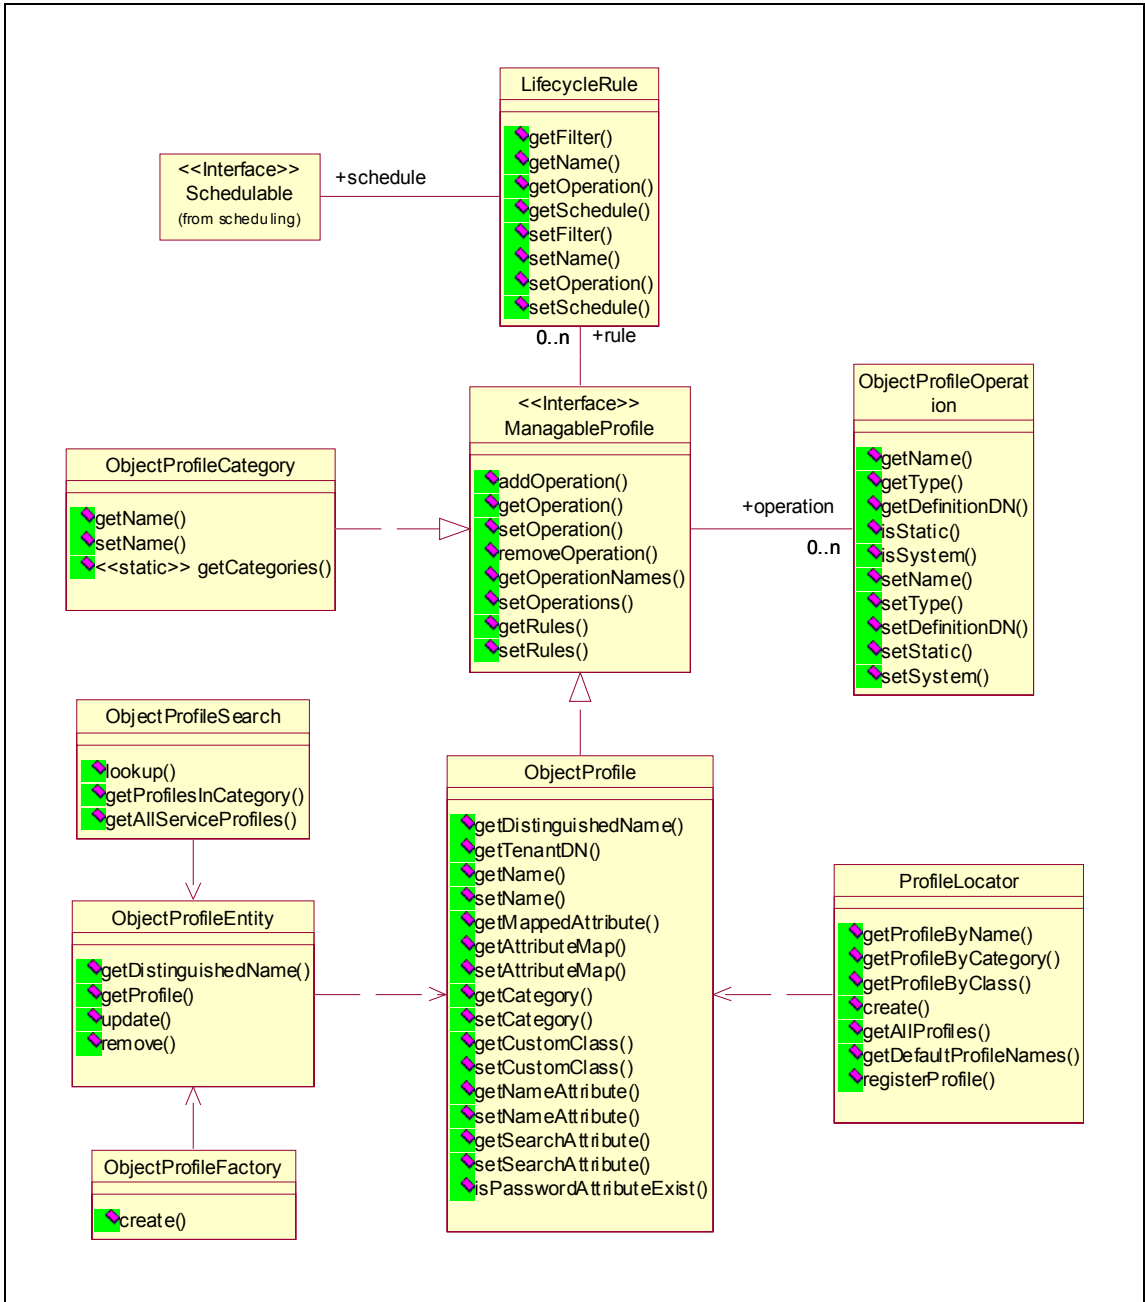 LifecycleRule
getFilter()
getName()
getOperation()
getSchedule()
setFilter()
setName()
setOperation()
setSchedule()
<<Interface>>
Schedulable
(from scheduling)
+schedule
0..n
+rule
<<Interface>>
ManagableProfile
addOperation()
getOperation()
setOperation()
removeOperation()
getOperationNames()
setOperations()
getRules()
setRules()
ObjectProfileOperat
ion
getName()
getType()
getDefinitionDN()
isStatic()
isSystem()
setName()
setType()
setDefinitionDN()
setStatic()
setSystem()
+operation
0..n
ObjectProfileCategory
getName()
setName()
<<static>> getCategories()
ObjectProfileSearch
lookup()
getProfilesInCategory()
getAllServiceProfiles()
ObjectProfile
getDistinguishedName()
getTenantDN()
getName()
setName()
getMappedAttribute()
getAttributeMap()
setAttributeMap()
getCategory()
setCategory()
getCustomClass()
setCustomClass()
getNameAttribute()
setNameAttribute()
getSearchAttribute()
setSearchAttribute()
isPasswordAttributeExist()
ProfileLocator
getProfileByName()
getProfileByCategory()
getProfileByClass()
create()
getAllProfiles()
getDefaultProfileNames()
registerProfile()
ObjectProfileEntity
getDistinguishedName()
getProfile()
update()
remove()
ObjectProfileFactory
create()